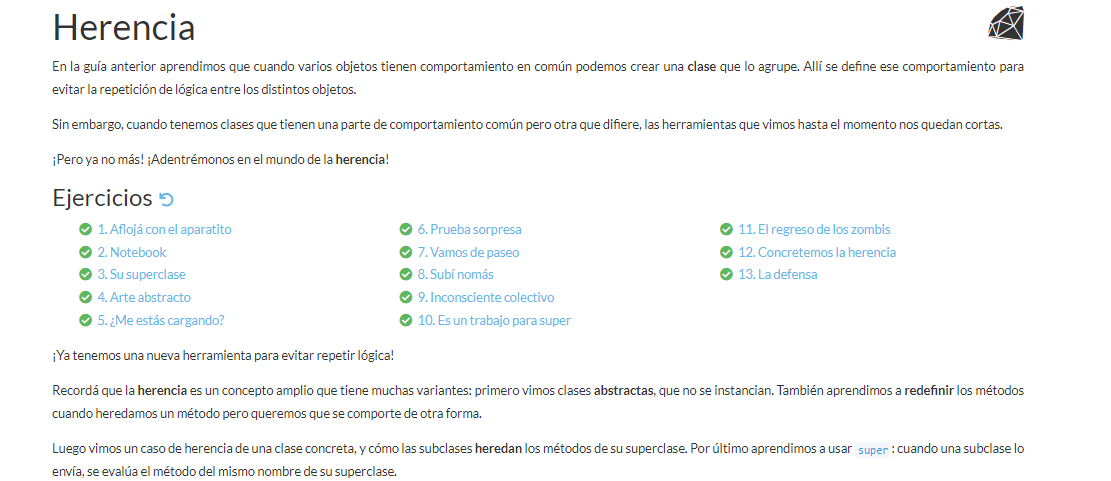 Herencia
En la guía anterior aprendimos que cuando varios objetos tienen comportamiento en común podemos crear una clase que lo agrupe. Allí se define ese comportamiento para
evitar la repetición de lógica entre los distintos objetos.
Sin embargo, cuando tenemos clases que tienen una parte de comportamiento común pero otra que difiere, las herramientas que vimos hasta el momento nos quedan cortas.
¡Pero ya no más! ¡Adentrémonos en el mundo de la herencia!
Ejercicios
1. Aflojá con el aparatito
2. Notebook
3. Su superclase
4. Arte abstracto
5. ¿Me estás cargando?
6. Prueba sorpresa
7. Vamos de paseo
8. Subí nomás
9. Inconsciente colectivo
10. Es un trabajo para super
11. El regreso de los zombis
12. Concretemos la herencia
13. La defensa
¡Ya tenemos una nueva herramienta para evitar repetir lógica!
Recordá que la herencia es un concepto amplio que tiene muchas variantes: primero vimos clases abstractas, que no se instancian. También aprendimos a redefinir los métodos
cuando heredamos un método pero queremos que se comporte de otra forma.
Luego vimos un caso de herencia de una clase concreta, y cómo las subclases heredan los métodos de su superclase. Por último aprendimos a usar super: cuando una subclase lo
envía, se evalúa el método del mismo nombre de su superclase.